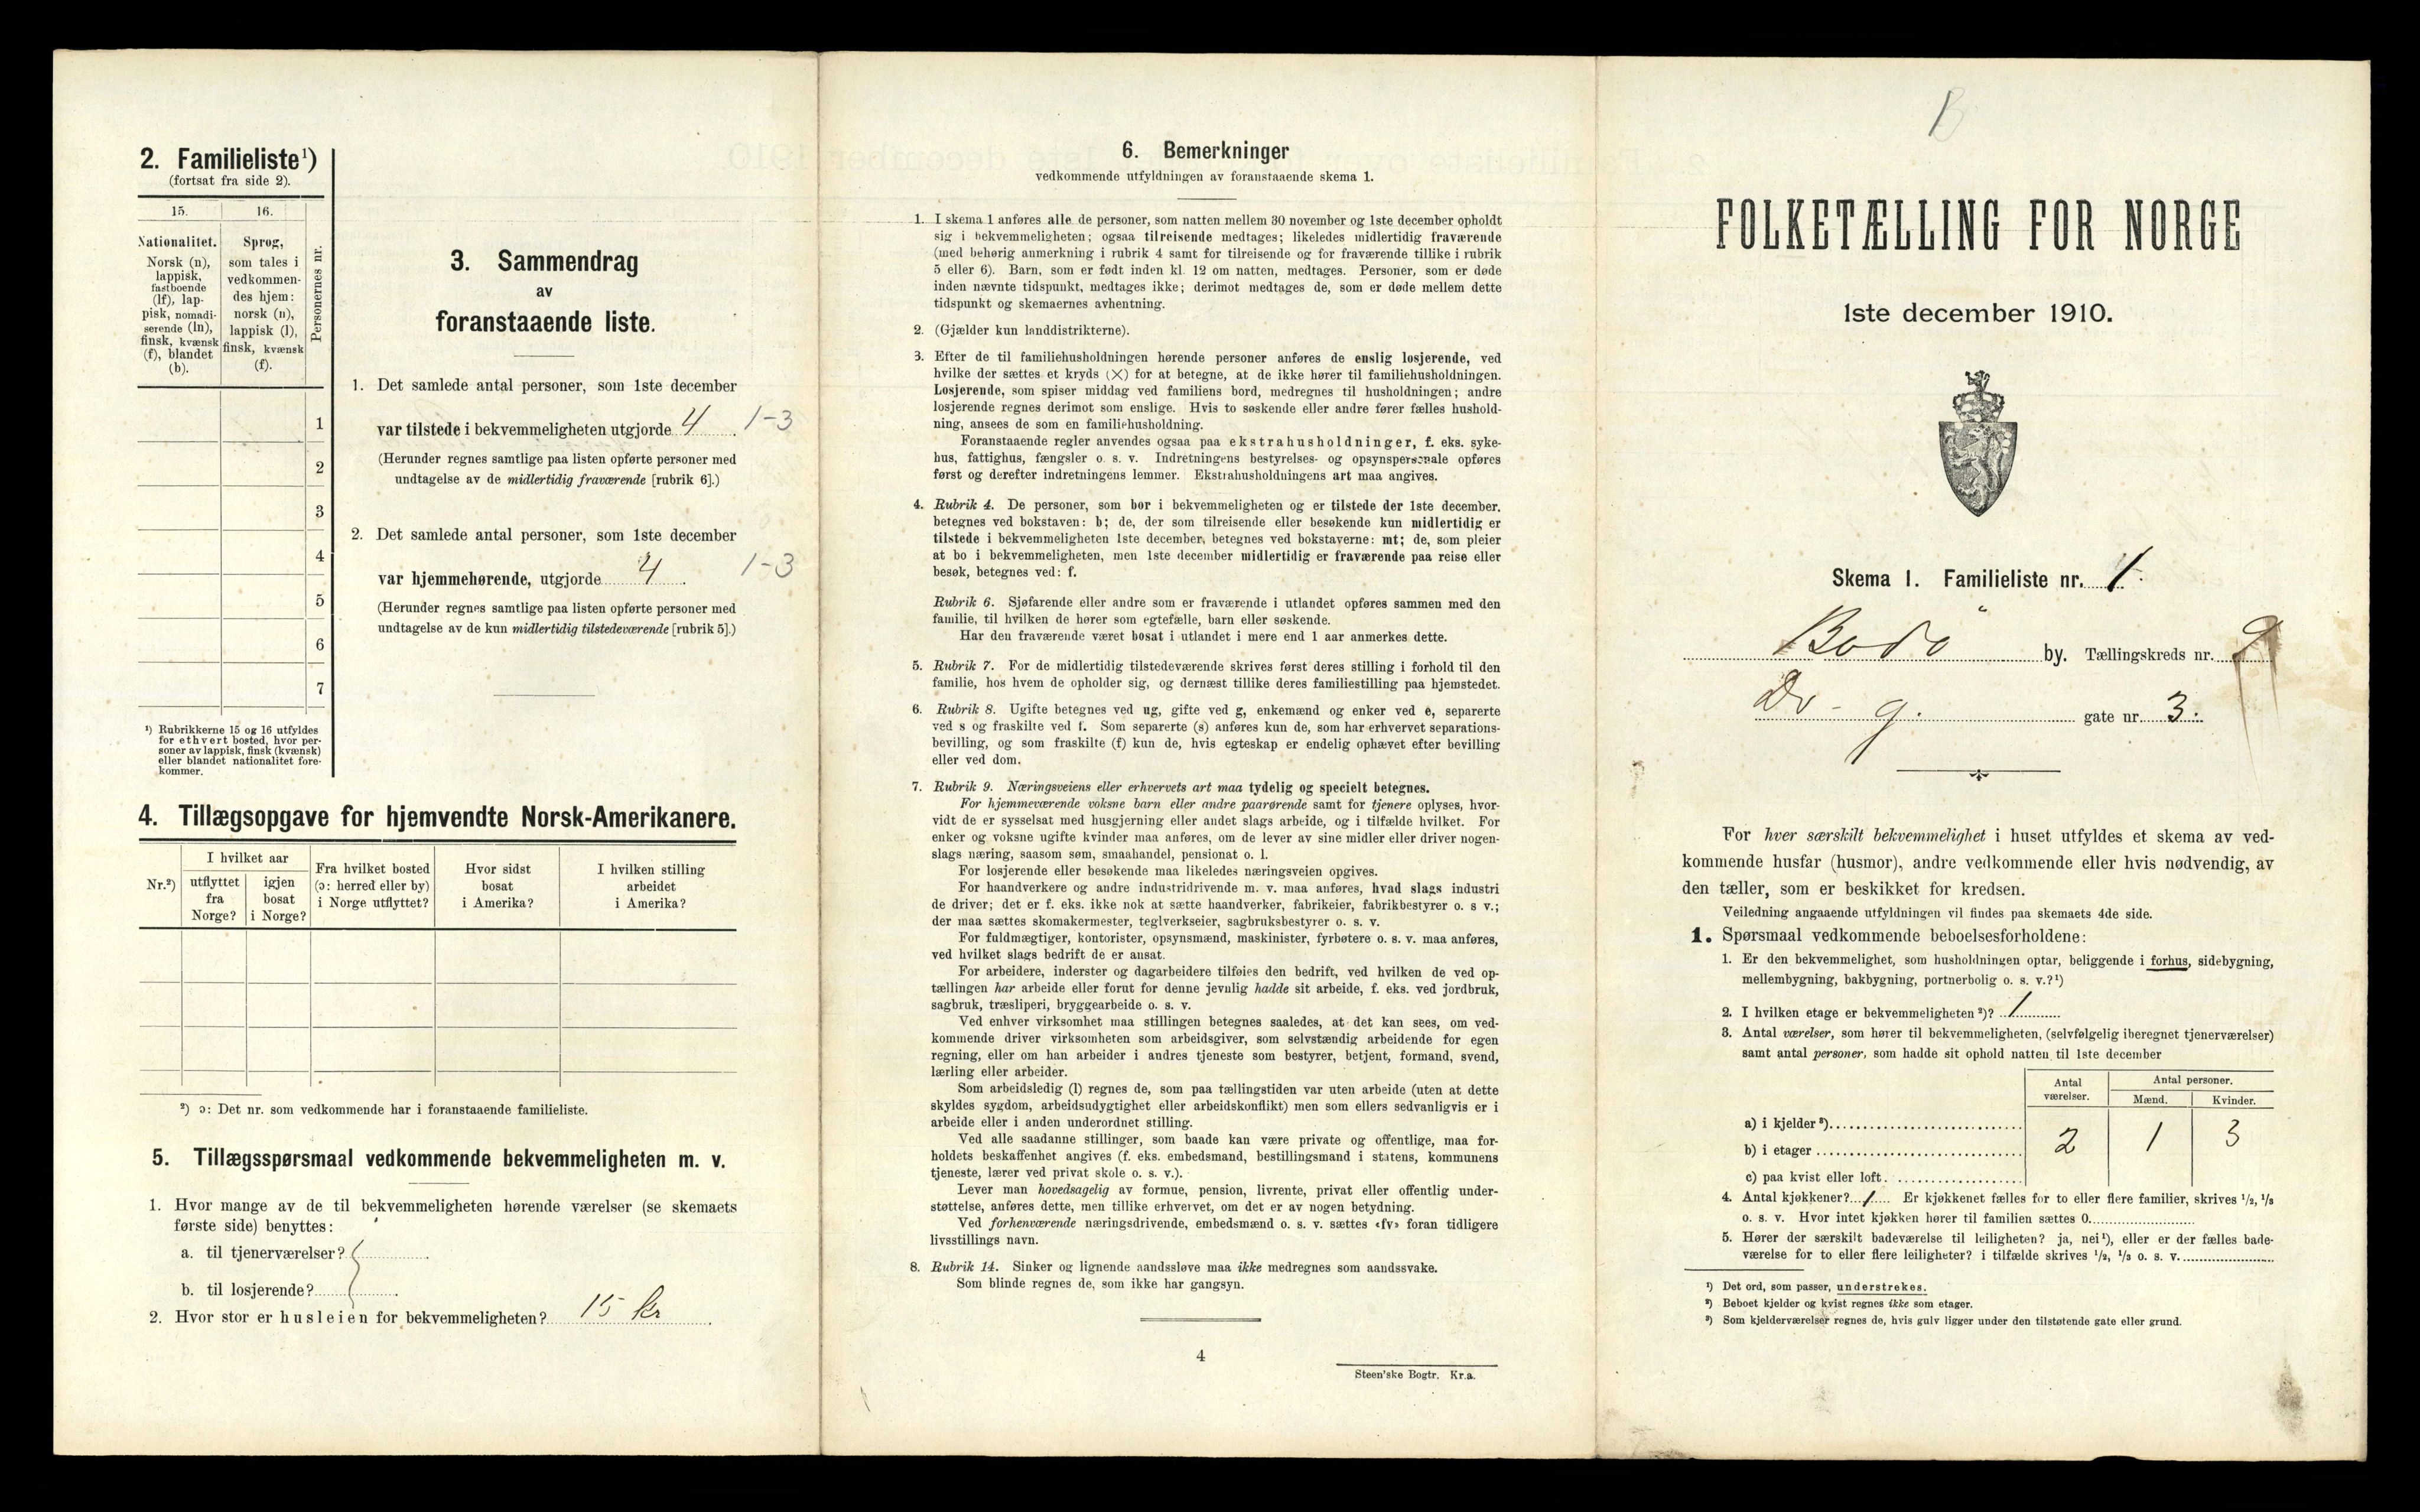 2. Familieliste¹)
(fortsat fra side 2).
15. 16.
Nationalitet.
Norsk (n),
lappisk,
fastboende
(lf), lap-
pisk, nomadi-
serende (ln),
finsk, kvænsk
(f), blandet
(b).
Sprog,
som tales i
vedkommen-
des hjem:
norsk (n),
lappisk (l),
finsk, kvænsk
(f).
Personernes nr.
1
2
3
4
5
6
7
¹) Rubrikkerne 15 og 16 utfyldes
for ethvert bosted, hvor per-
soner av lappisk, finsk (kvænsk)
eller blandet nationalitet fore-
kommer.
3. Sammendrag
av
foranstaaende liste.
1. Det samlede antal personer, som 1ste december
var tilstede i bekvemmeligheten utgjorde 4. 1-3
(Herunder regnes samtlige paa listen opførte personer med
undtagelse av de midlertidig fraværende [rubrik 6].)
2. Det samlede antal personer, som 1ste december
var hjemmehørende, utgjorde 4. 1-3
(Herunder regnes samtlige paa listen opførte personer med
undtagelse av de kun midlertidig tilstedeværende [rubrik 5].)
4. Tillægsopgave for hjemvendte Norsk-Amerikanere.
Nr.²)
I hvilket aar
utflyttet
fra
Norge?
igjen
bosat
i Norge?
Fra hvilket bosted
(ɔ: herred eller by)
i Norge utflyttet?
Hvor sidst
bosat
i Amerika?
I hvilken stilling
arbeidet
i Amerika?
²) ɔ: Det nr. som vedkommende har i foranstaaende familieliste.
5. Tillægsspørsmaal vedkommende bekvemmeligheten m. v.
1. Hvor mange av de til bekvemmeligheten hørende værelser (se skemaets
første side) benyttes:
a. til tjenerværelser?
b. til losjerende?
2. Hvor stor er husleien for bekvemmeligheten? 15 kr.
6. Bemerkninger
vedkommende utfyldningen av foranstaaende skema 1.
1. I skema 1 anføres alle de personer, som natten mellem 30 november og 1ste december opholdt
sig i bekvemmeligheten; ogsaa tilreisende medtages; likeledes midlertidig fraværende
(med behørig anmerkning i rubrik 4 samt for tilreisende og for fraværende tillike i rubrik
5 eller 6). Barn, som er født inden kl. 12 om natten, medtages. Personer, som er døde
inden nævnte tidspunkt, medtages ikke; derimot medtages de, som er døde mellem dette
tidspunkt og skemaernes avhentning.
2. (Gjælder kun landdistrikterne).
3. Efter de til familiehusholdningen hørende personer anføres de enslig losjerende, ved
hvilke der sættes et kryds (×) for at betegne, at de ikke hører til familiehusholdningen.
Losjerende, som spiser middag ved familiens bord, medregnes til husholdningen; andre
losjerende regnes derimot som enslige. Hvis to søskende eller andre fører fælles hushold-
ning, ansees de som en familiehusholdning.
Foranstaaende regler anvendes ogsaa paa ekstrahusholdninger, f. eks. syke-
hus, fattighus, fængsler o. s. v. Indretningens bestyrelses- og opsynspersonale opføres
først og derefter indretningens lemmer. Ekstrahusholdningens art maa angives.
4. Rubrik 4. De personer, som bor i bekvemmeligheten og er tilstede der 1ste december,
betegnes ved bokstaven: b; de, der som tilreisende eller besøkende kun midlertidig er
tilstede i bekvemmeligheten 1ste december, betegnes ved bokstaverne: mt; de, som pleier
at bo i bekvemmeligheten, men 1ste december midlertidig er fraværende paa reise eller
besøk, betegnes ved: f.
Rubrik 6. Sjøfarende eller andre som er fraværende i utlandet opføres sammen med den
familie, til hvilken de hører som egtefælle, barn eller søskende.
Har den fraværende været bosat i utlandet i mere end 1 aar anmerkes dette.
5. Rubrik 7. For de midlertidig tilstedeværende skrives først deres stilling i forhold til den
familie, hos hvem de opholder sig, og dernæst tillike deres familiestilling paa hjemstedet.
6. Rubrik 8. Ugifte betegnes ved ug, gifte ved g, enkemænd og enker ved e, separerte
ved s og fraskilte ved f. Som separerte (s) anføres kun de, som har erhvervet separations-
bevilling, og som fraskilte (f) kun de, hvis egteskap er endelig ophævet efter bevilling
eller ved dom.
7. Rubrik 9. Næringsveiens eller erhvervets art maa tydelig og specielt betegnes.
For hjemmeværende voksne barn eller andre paarørende samt for tjenere oplyses, hvor-
vidt de er sysselsat med husgjerning eller andet slags arbeide, og i tilfælde hvilket. For
enker og voksne ugifte kvinder maa anføres, om de lever av sine midler eller driver nogen-
slags næring, saasom søm, smaahandel, pensionat o. l.
For losjerende eller besøkende maa likeledes næringsveien opgives.
For haandverkere og andre industridrivende m. v. maa anføres, hvad slags industri
de driver; det er f. eks. ikke nok at sætte haandverker, fabrikeier, fabrikbestyrer o. s v.;
der maa sættes skomakermester, teglverkseier, sagbruksbestyrer o. s. v.
For fuldmægtiger, kontorister, opsynsmænd, maskinister, fyrbøtere o. s. v. maa anføres,
ved hvilket slags bedrift de er ansat.
For arbeidere, inderster og dagarbeidere tilføies den bedrift, ved hvilken de ved op-
tællingen har arbeide eller forut for denne jevnlig hadde sit arbeide, f. eks. ved jordbruk,
sagbruk, træsliperi, bryggearbeide o. s. v.
Ved enhver virksomhet maa stillingen betegnes saaledes, at det kan sees, om ved-
kommende driver virksomheten som arbeidsgiver, som selvstændig arbeidende for egen
regning, eller om han arbeider i andres tjeneste som bestyrer, betjent, formand, svend,
lærling eller arbeider.
Som arbeidsledig (l) regnes de, som paa tællingstiden var uten arbeide (uten at dette
skyldes sygdom, arbeidsudygtighet eller arbeidskonflikt) men som ellers sedvanligvis er i
arbeide eller i anden underordnet stilling.
Ved alle saadanne stillinger, som baade kan være private og offentlige, maa for-
holdets beskaffenhet angives (f. eks. embedsmand, bestillingsmand i statens, kommunens
tjeneste, lærer ved privat skole o. s. v.).
Lever man hovedsagelig av formue, pension, livrente, privat eller offentlig under-
støttelse, anføres dette, men tillike erhvervet, om det er av nogen betydning.
Ved forhenværende næringsdrivende, embedsmænd o. s. v. sættes «fv» foran tidligere
livsstillings navn.
8. Rubrik 14. Sinker og lignende aandssløve maa ikke medregnes som aandssvake.
Som blinde regnes de, som ikke har gangsyn.
4
Steen'ske Bogtr. Kr.a.
B
FOLKETÆLLING FOR NORGE
1ste december 1910.
Skema 1. Familieliste nr. 1.
Bodö by. Tællingskreds nr. 9
Dr - g. gate nr. 3.
For hver særskilt bekvemmelighet i huset utfyldes et skema av ved-
kommende husfar (husmor), andre vedkommende eller hvis nødvendig, av
den tæller, som er beskikket for kredsen.
Veiledning angaaende utfyldningen vil findes paa skemaets 4de side.
1. Spørsmaal vedkommende beboelsesforholdene:
1. Er den bekvemmelighet, som husholdningen optar, beliggende i forhus, sidebygning,
mellembygning, bakbygning, portnerbolig o. s. v.?¹)
2. I hvilken etage er bekvemmeligheten²)? 1
3. Antal værelser, som hører til bekvemmeligheten, (selvfølgelig iberegnet tjenerværelser)
samt antal personer, som hadde sit ophold natten til 1ste december
Antal
værelser.
Antal personer.
Mænd. Kvinder.
a) i kjelder³)
b) i etager 2 1 3
c) paa kvist eller loft
4. Antal kjøkkener? 1 Er kjøkkenet fælles for to eller flere familier, skrives ¹/₂, ¹/₃
o. s. v. Hvor intet kjøkken hører til familien sættes 0.
5. Hører der særskilt badeværelse til leiligheten? ja, nei¹), eller er der fælles bade-
værelse for to eller flere leiligheter? i tilfælde skrives ¹/₂, ¹/₃ o. s. v.
¹) Det ord, som passer, understrekes.
²) Beboet kjelder og kvist regnes ikke som etager.
³) Som kjelderværelser regnes de, hvis gulv ligger under den tilstøtende gate eller grund.